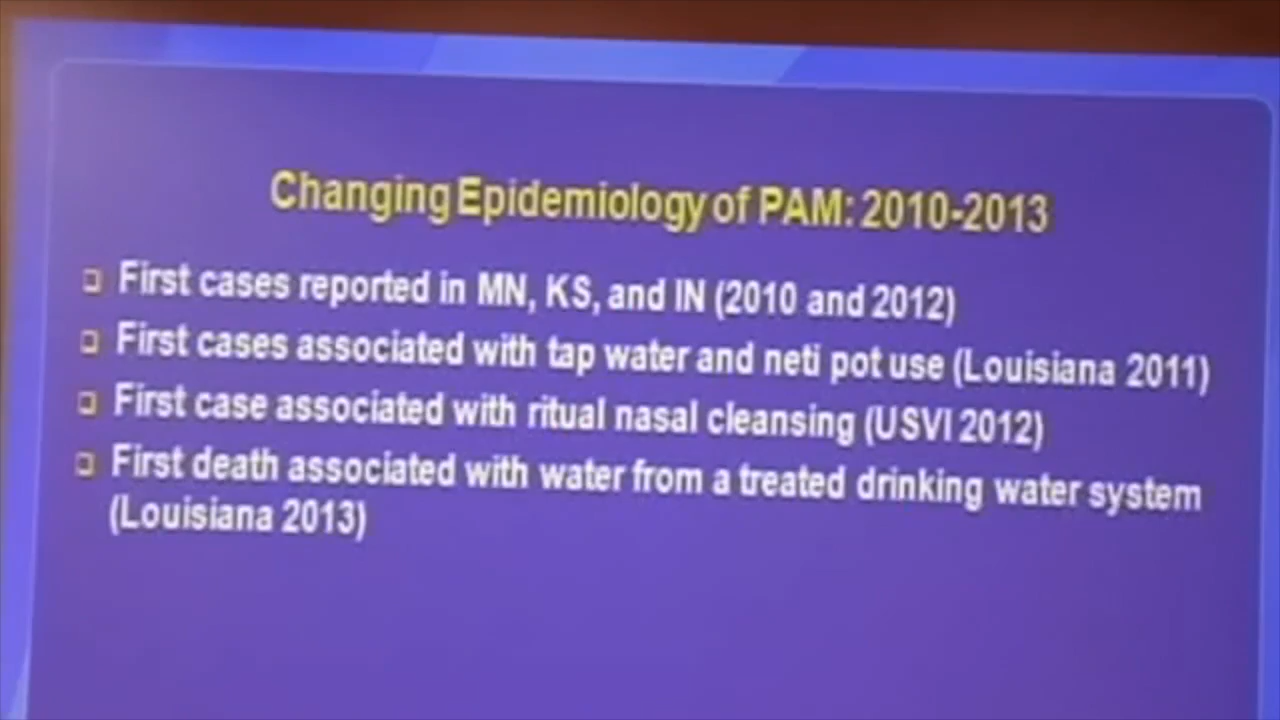 Changing Epidemiology of PAM: 2010-2013
First cases reported in MN, KS, and IN (2010 and 2012)
First cases associated with tap water and neti pot use (Louisiana 2011)
First case associated with ritual nasal cleansing (USVI 2012)
First death associated with water from a treated drinking water system
(Louisiana 2013)